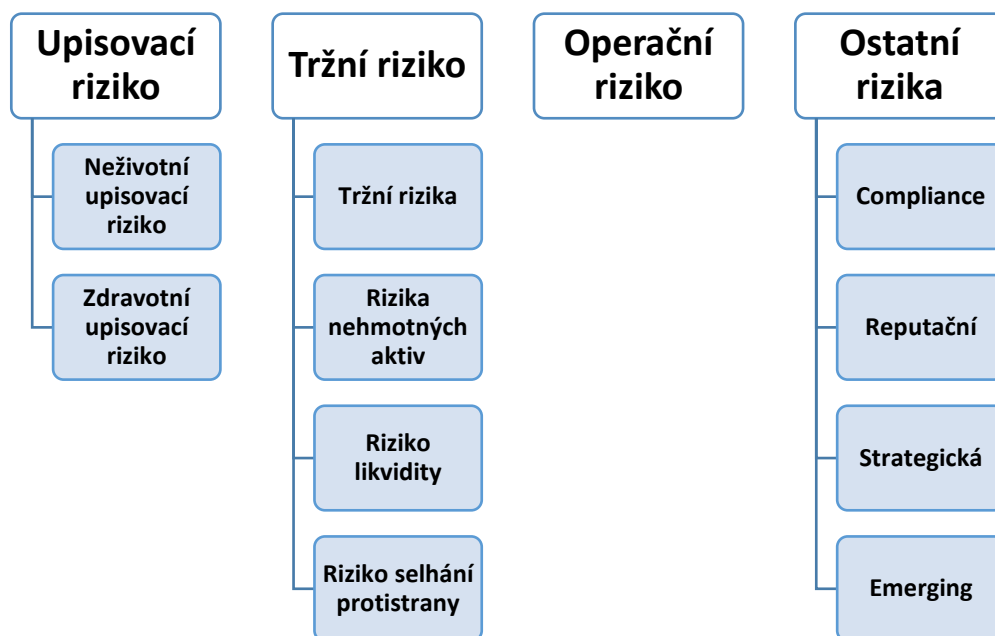 Upisovací
riziko
Neživotní
upisovací
riziko
Zdravotní
upisovací
riziko
Tržní riziko
Tržní rizika
Rizika
nehmotných
aktiv
Riziko
likvidity
Riziko selhání
protistrany
Operační
riziko
Ostatní
rizika
Compliance
Reputační
Strategická
Emerging